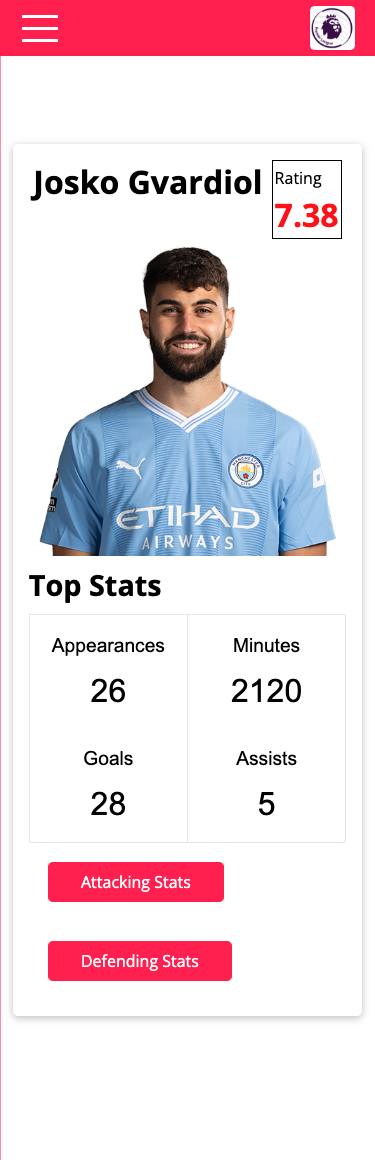 Josko Gvardiol
Rating
7.38
ETIHAD
AIRWAYS
Top Stats
Appearances
Minutes
26
2120
Goals
Assists
28
5
Attacking Stats
Defending Stats